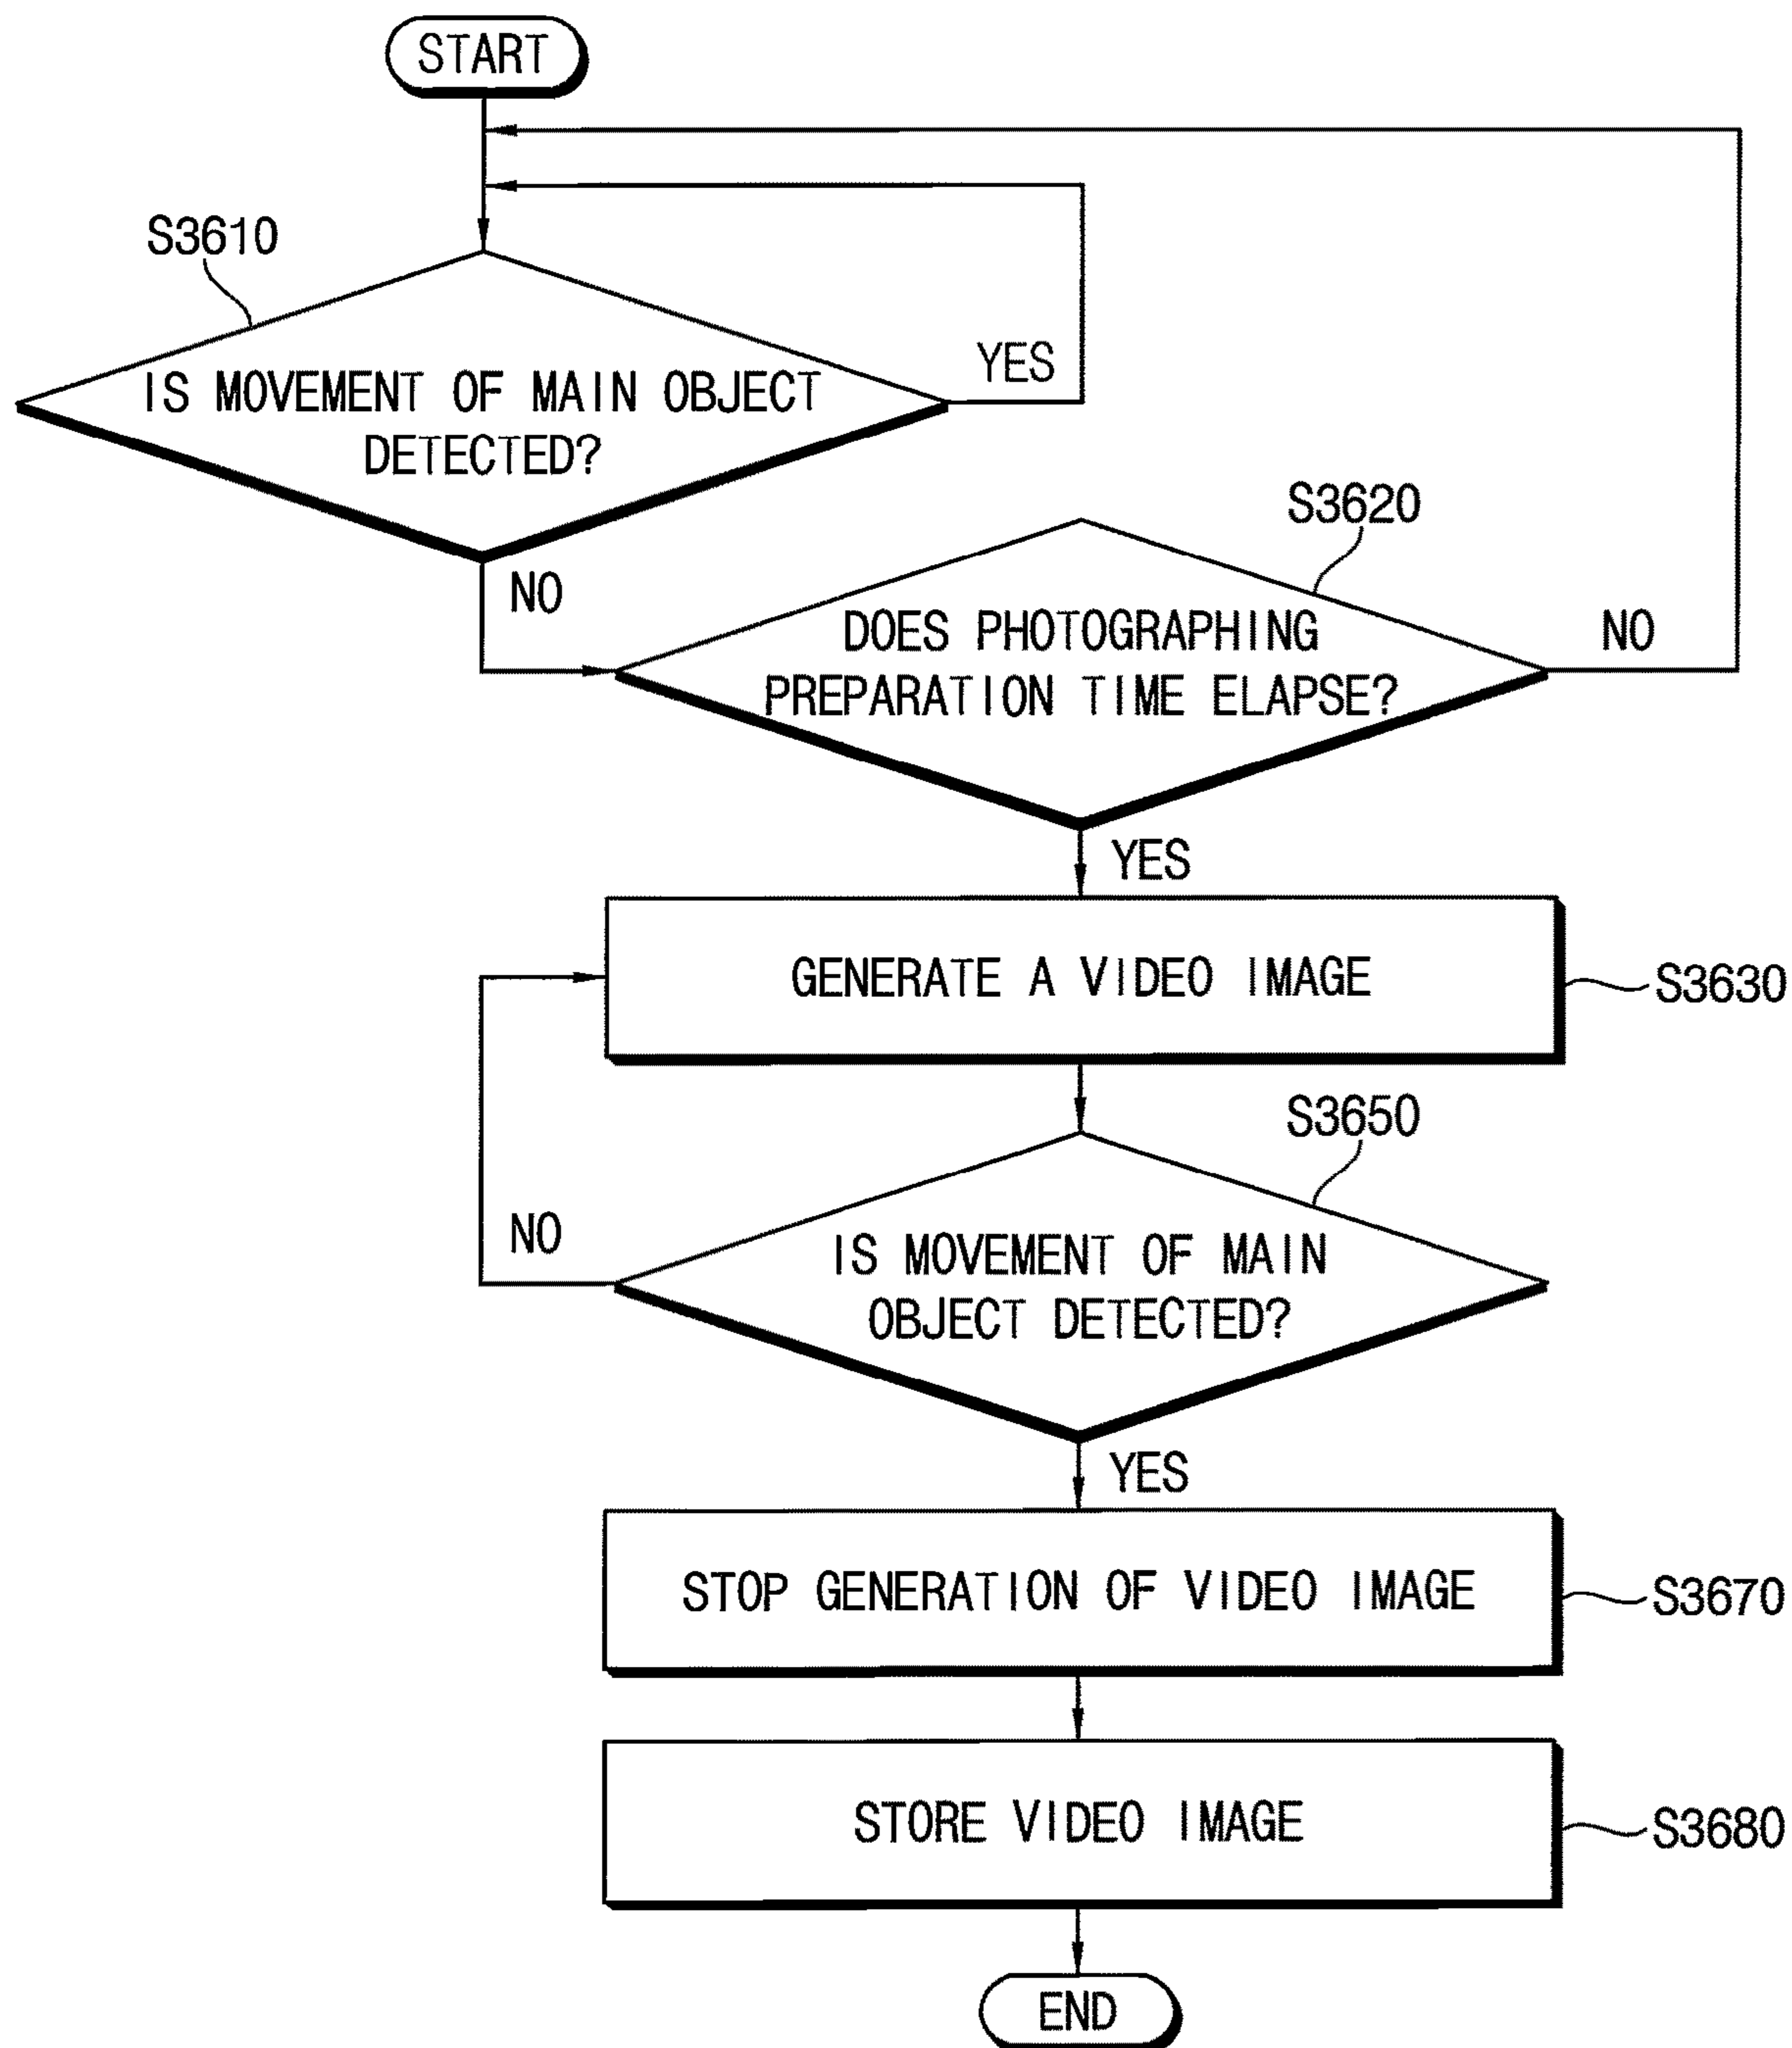 START
S3610
YES
IS MOVEMENT OF MAIN OBJECT
DETECTED?
S3620
NO
DOES PHOTOGRAPHING
NO
PREPARATION TIME ELAPSE?
YES
GENERATE A VIDEO IMAGE
S3630
S3650
NO
IS MOVEMENT OF MAIN
OBJECT DETECTED?
YES
STOP GENERATION OF VIDEO IMAGE
S3670
STORE VIDEO IMAGE
S3680
END